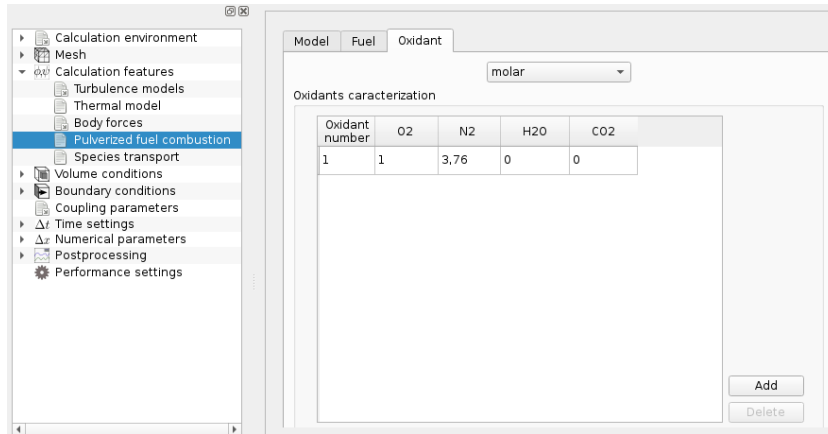 Calculation environment
Mesh
Calculation features
Turbulence models
Thermal model
Body forces
Pulverized fuel combustion
Species transport
Volume conditions
Boundary conditions
Coupling parameters
Δt Time settings
Δx Numerical parameters
Postprocessing
Performance settings
Model Fuel Oxidant
molar
Oxidants caracterization
Oxidant number O2 N2 H2O CO2
1 1 3,76 0 0
Add
Delete